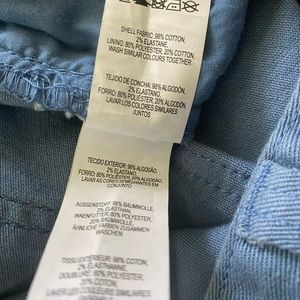 SHELL FABRIC: 98% COTTON,
2% ELASTANE.
LINING: 80% POLYESTER, 20% COTTON.
WASH SIMILAR COLOURS TOGETHER
TEJIDO DE CONCHA: 98% ALGODÓN,
2% ELASTANO.
FORRO: 80% POLIÉSTER, 20% ALGODÓN.
LAVAR LOS COLORES SIMILARES
JUNTOS
TECIDO EXTERIOR: 98% ALGODÃO,
2% ELASTANO.
FORRO: 80% POLIÉSTER, 20% ALGODÃO.
LAVAR AS CORES SEMELHANTES EM
CONJUNTO
AUSSENSTOFF: 98% BAUMWOLLE,
2% ELASTHAN.
INNENFUTTER: 80% POLYESTER,
20% BAUMWOLLE.
ÄHNLICHE FARBEN ZUSAMMEN
WASCHEN
TISSU EXTÉRIEUR: 98% COTON,
2% ÉLASTHANNE.
DOUBLURE: 80% POLYESTER,
20% COTON.